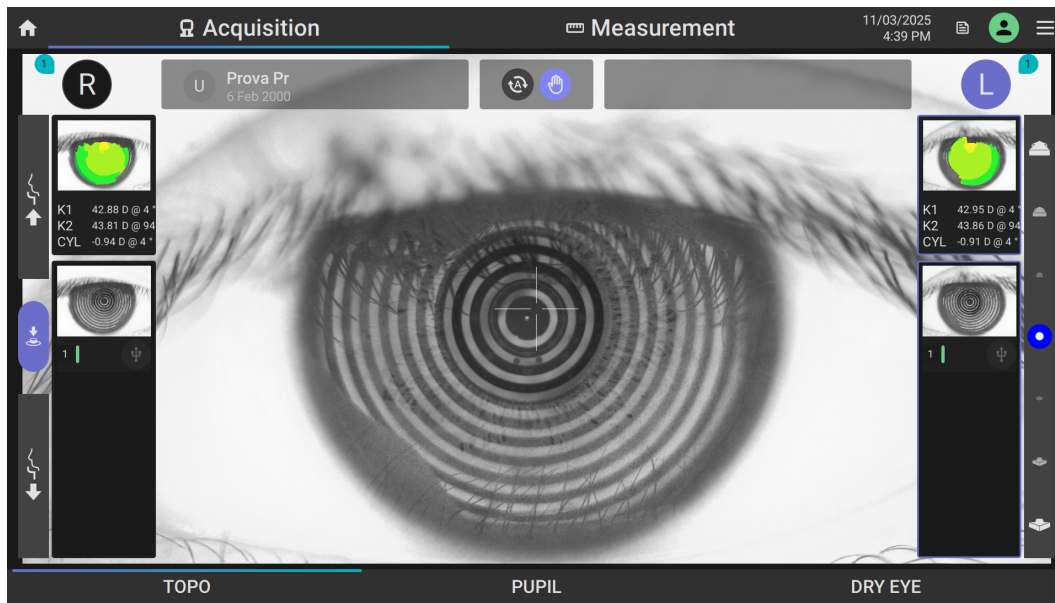 Acquisition
Measurement
11/03/2025
4:39 PM
1
R
U
Prova Pr
6 Feb 2000
A
L
1
K1 42.88 D @ 4 °
K2 43.81 D @ 94
CYL -0.94 D @ 4 °
1
K1 42.95 D @ 4 °
K2 43.86 D @ 94
CYL -0.91 D @ 4 °
1
TOPO
PUPIL
DRY EYE